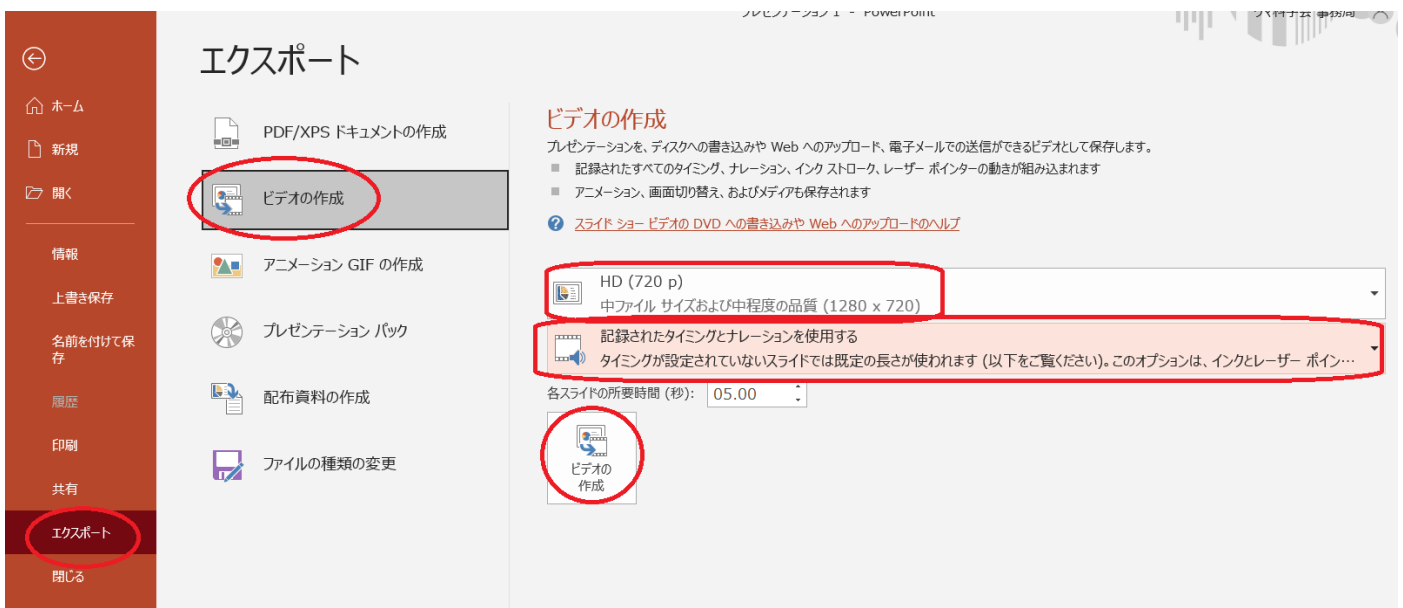 プレゼンテーション 1 - PowerPoint
事務局
エクスポート
ホーム
新規
開く
情報
上書き保存
名前を付けて保
存
履歴
印刷
共有
エクスポート
閉じる
PDF/XPS ドキュメントの作成
ビデオの作成
アニメーション GIF の作成
プレゼンテーション パック
配布資料の作成
ファイルの種類の変更
ビデオの作成
プレゼンテーションを、ディスクへの書き込みや Web へのアップロード、電子メールでの送信ができるビデオとして保存します。
記録されたすべてのタイミング、ナレーション、インク ストローク、レーザー ポインターの動きが組み込まれます
アニメーション、画面切り替え、およびメディアも保存されます
スライド ショー ビデオの DVD への書き込みや Web へのアップロードのヘルプ
HD (720 p)
中ファイル サイズおよび中程度の品質 (1280 x 720)
記録されたタイミングとナレーションを使用する
タイミングが設定されていないスライドでは既定の長さが使われます (以下をご覧ください)。このオプションは、インクとレーザー ポイン…
各スライドの所要時間 (秒): 05.00
ビデオの
作成